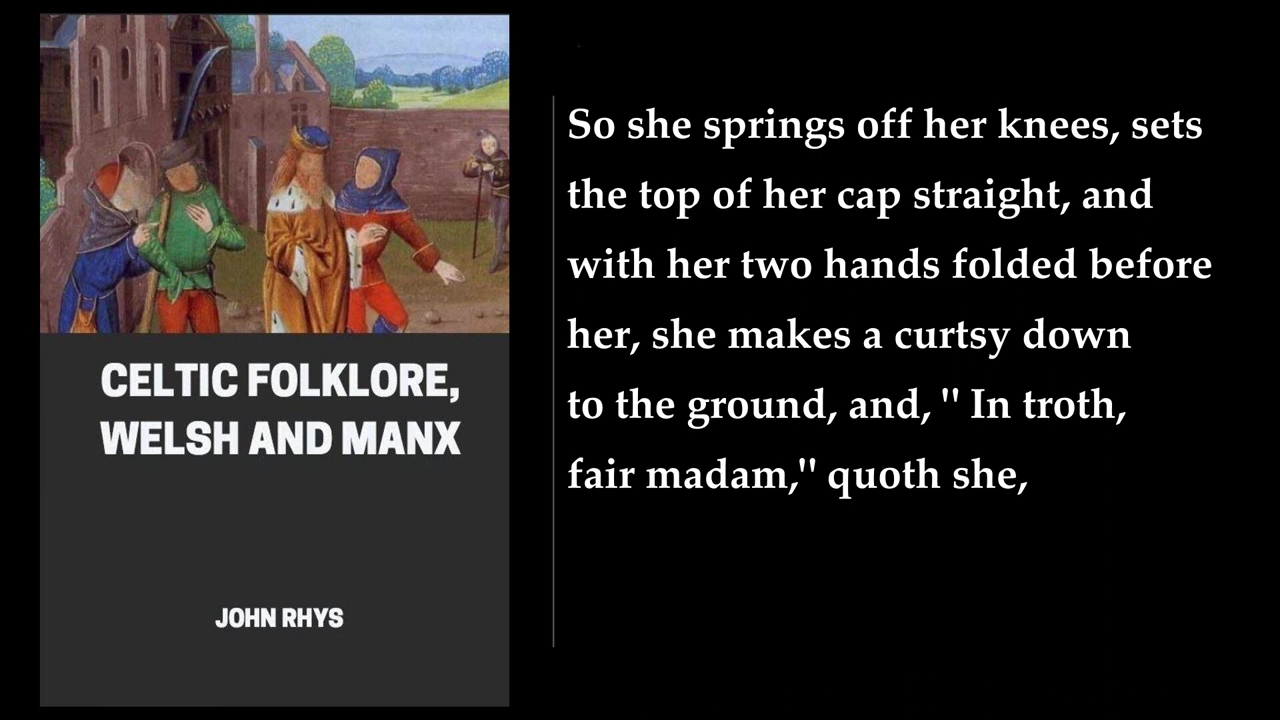 CELTIC FOLKLORE,
WELSH AND MANX
JOHN RHYS
So she springs off her knees, sets
the top of her cap straight, and
with her two hands folded before
her, she makes a curtsy down
to the ground, and, " In troth,
fair madam," quoth she,